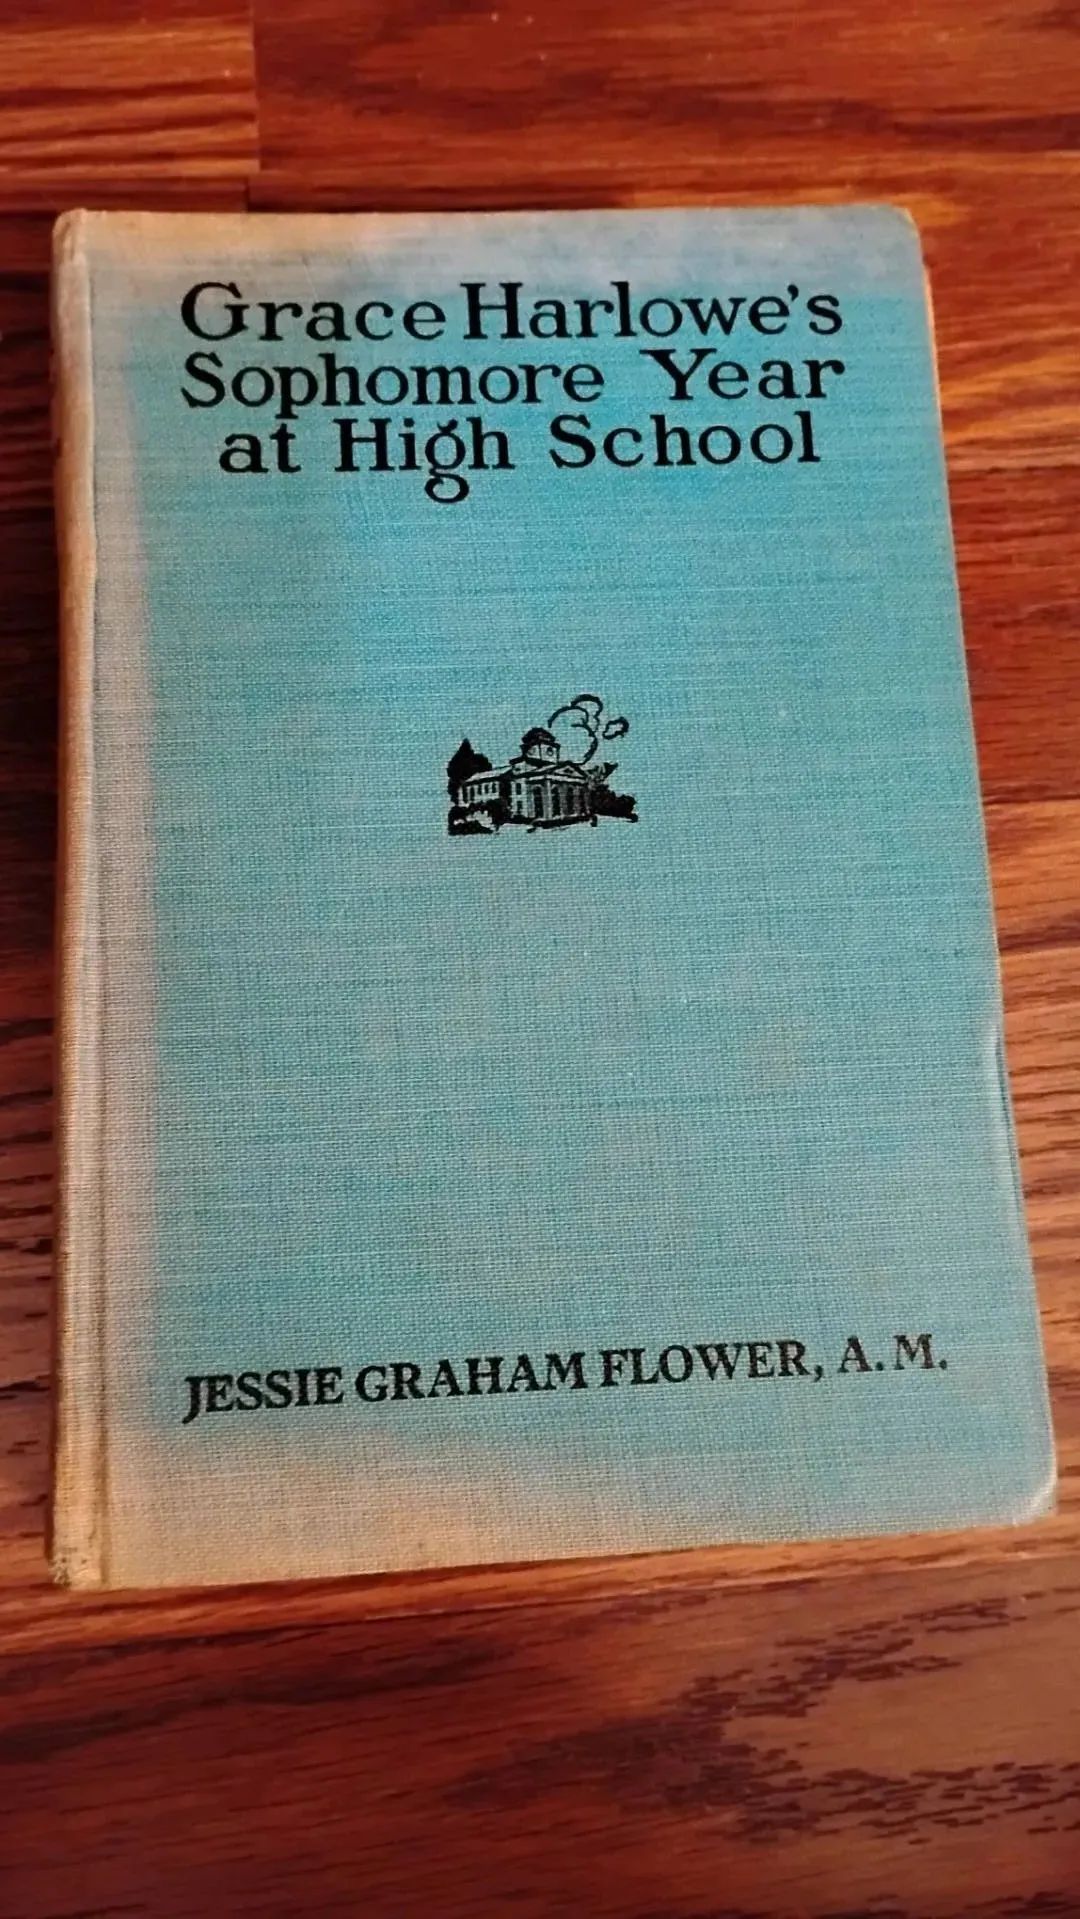 Grace Harlowe's
Sophomore Year
at High School
JESSIE GRAHAM FLOWER, A.M.